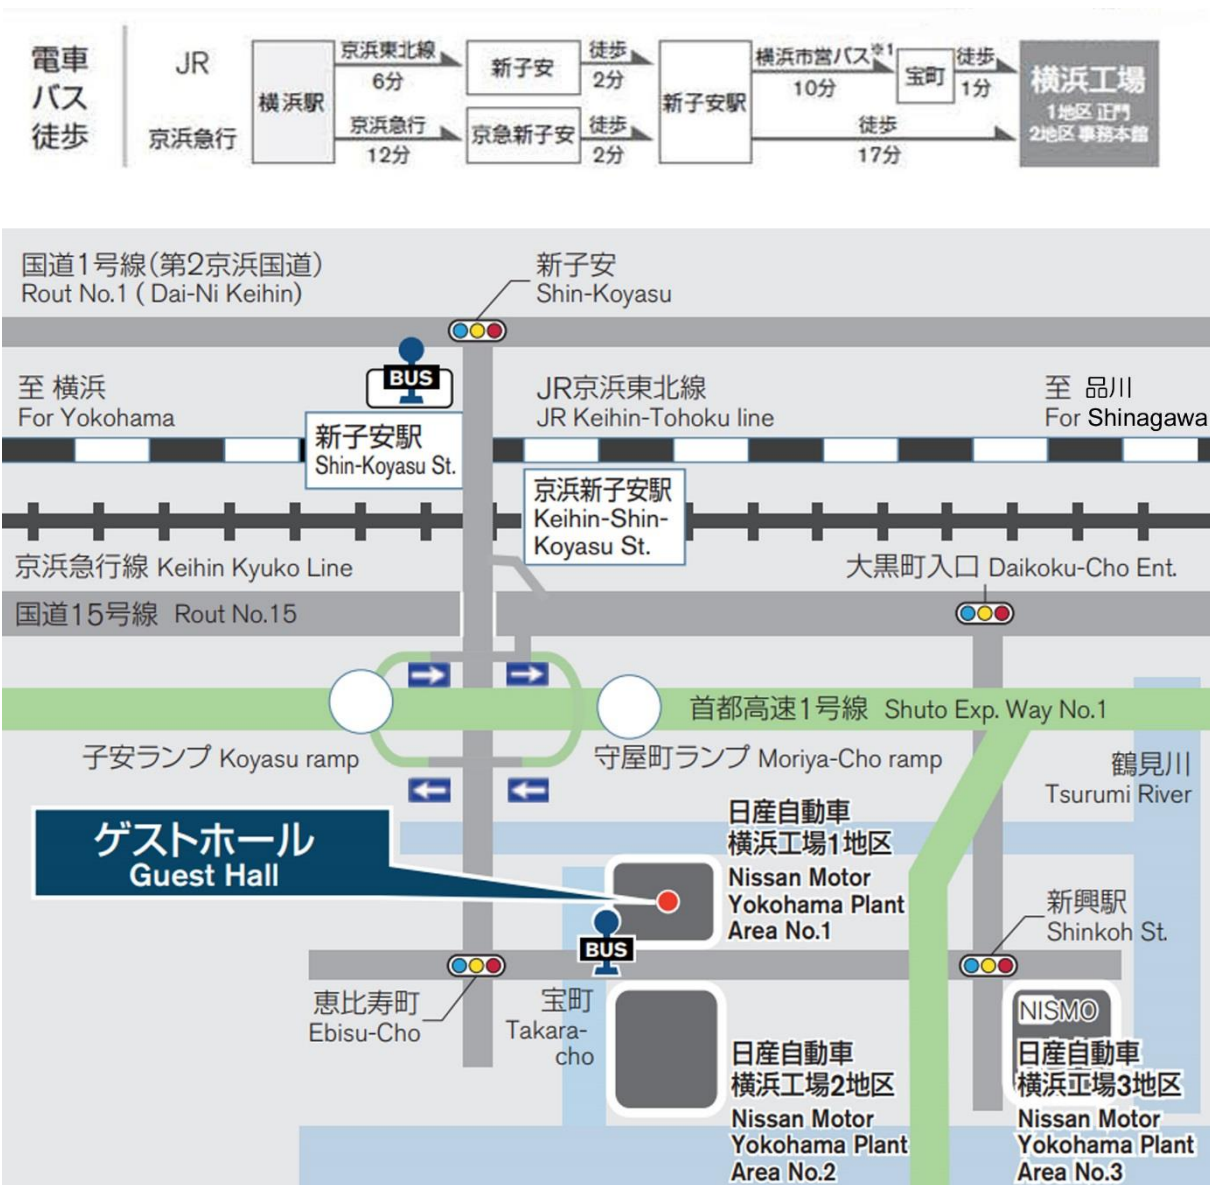 電車
バス
徒歩
JR
京浜急行
横浜駅
京浜東北線
6分
京浜急行
12分
新子安
京急新子安
徒歩
2分
徒歩
2分
新子安駅
横浜市営バス※1
10分
宝町
徒歩
1分
徒歩
17分
横浜工場
1地区 正門
2地区 事務本館
国道1号線(第2京浜国道)
Rout No.1 ( Dai-Ni Keihin)
新子安
Shin-Koyasu
BUS
至 横浜
For Yokohama
JR京浜東北線
JR Keihin-Tohoku line
至 品川
For Shinagawa
新子安駅
Shin-Koyasu St.
京浜新子安駅
Keihin-Shin-
Koyasu St.
京浜急行線 Keihin Kyuko Line
大黒町入口 Daikoku-Cho Ent.
国道15号線 Rout No.15
首都高速1号線 Shuto Exp. Way No.1
子安ランプ Koyasu ramp
守屋町ランプ Moriya-Cho ramp
鶴見川
Tsurumi River
ゲストホール
Guest Hall
日産自動車
横浜工場1地区
Nissan Motor
Yokohama Plant
Area No.1
BUS
新興駅
Shinkoh St.
恵比寿町
Ebisu-Cho
宝町
Takara-
cho
日産自動車
横浜工場2地区
Nissan Motor
Yokohama Plant
Area No.2
NISMO
日産自動車
横浜工場3地区
Nissan Motor
Yokohama Plant
Area No.3